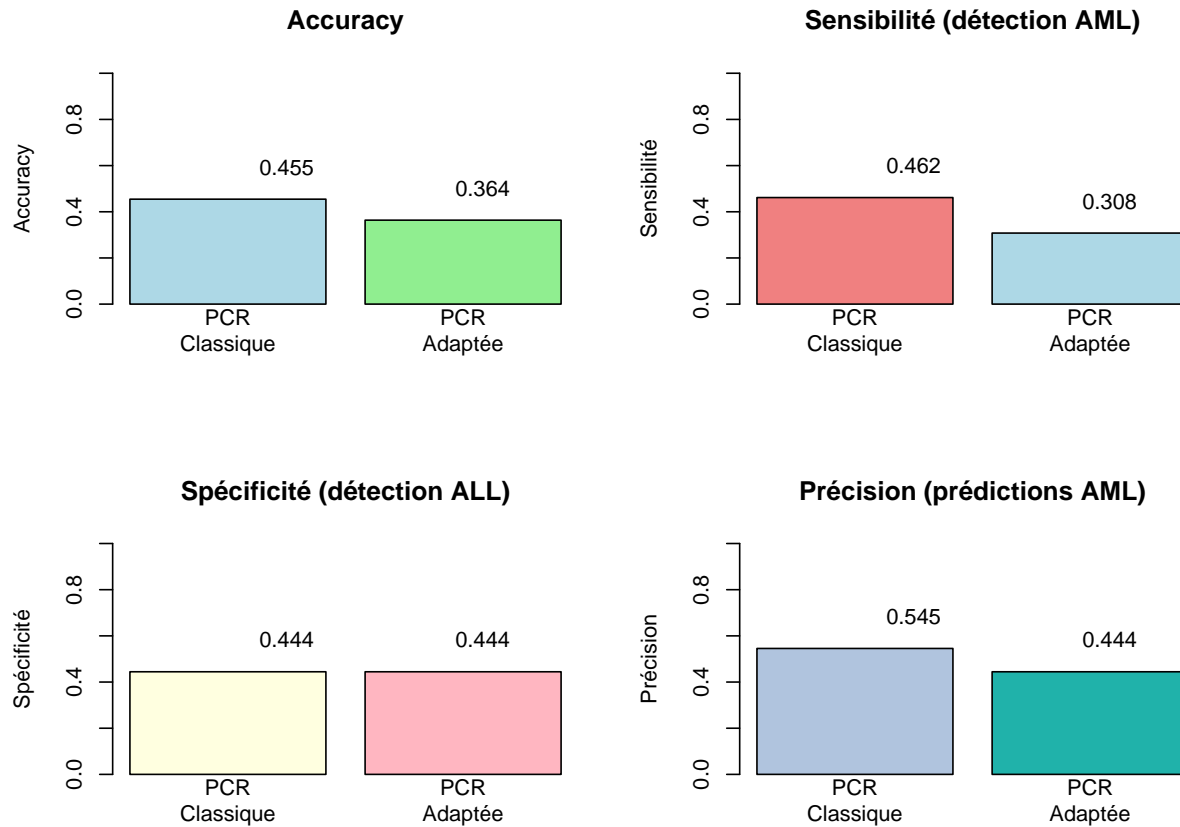 Accuracy
Accuracy
0.0
0.4
0.8
0.455
0.364
PCR
Classique
PCR
Adaptée
Sensibilité (détection AML)
Sensibilité
0.0
0.4
0.8
0.462
0.308
PCR
Classique
PCR
Adaptée
Spécificité (détection ALL)
Spécificité
0.0
0.4
0.8
0.444
0.444
PCR
Classique
PCR
Adaptée
Précision (prédictions AML)
Précision
0.0
0.4
0.8
0.545
0.444
PCR
Classique
PCR
Adaptée